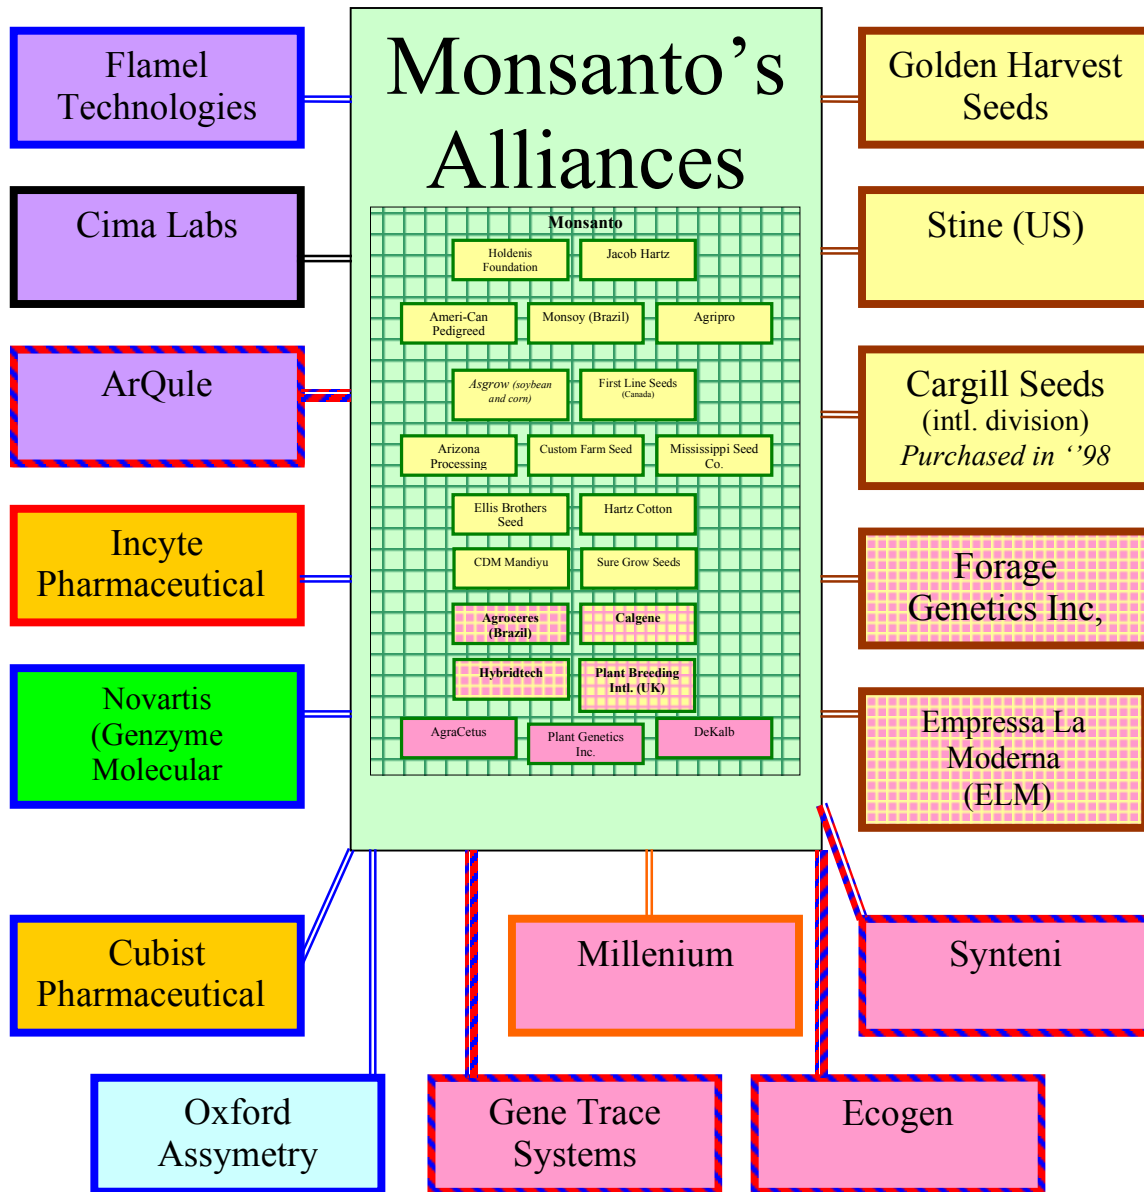 Monsanto's
Alliances
Flamel
Technologies
Cima Labs
ArQule
Incyte
Pharmaceutical
Novartis
(Genzyme
Molecular
Monsanto
Holdenis
Foundation
Jacob Hartz
Ameri-Can
Pedigreed
Monsoy (Brazil)
Agripro
Asgrow (soybean
and corn)
First Line Seeds
(Canada)
Arizona
Processing
Custom Farm Seed
Mississippi Seed
Co.
Ellis Brothers
Seed
Hartz Cotton
CDM Mandiyu
Sure Grow Seeds
Agroceres
(Brazil)
Calgene
Hybridtech
Plant Breeding
Intl. (UK)
AgraCetus
Plant Genetics
Inc.
DeKalb
Golden Harvest
Seeds
Stine (US)
Cargill Seeds
(intl. division)
Purchased in ‘’98
Forage
Genetics Inc,
Empressa La
Moderna
(ELM)
Cubist
Pharmaceutical
Millenium
Synteni
Oxford
Assymetry
Gene Trace
Systems
Ecogen